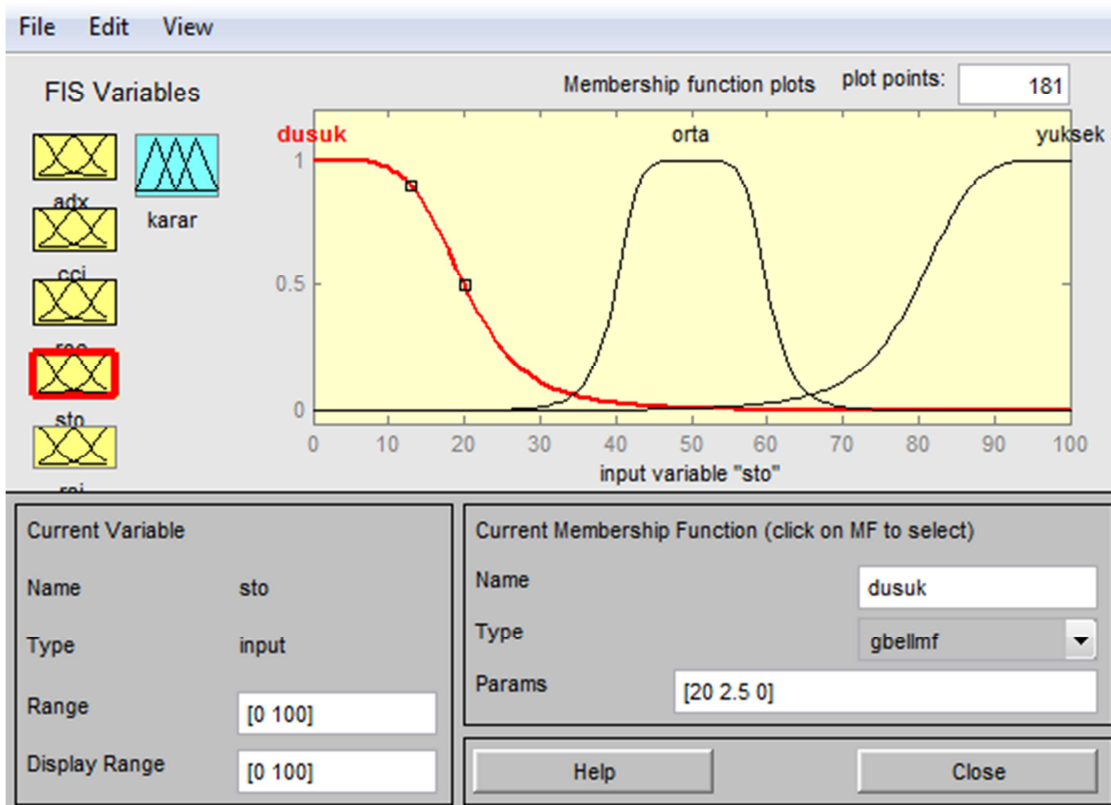 File Edit View
FIS Variables
Membership function plots
plot points:
181
adx
karar
cci
sto
dusuk
orta
yuksek
1
0.5
0
0 10 20 30 40 50 60 70 80 90 100
input variable "sto"
Current Variable
Name sto
Type input
Range [0 100]
Display Range [0 100]
Current Membership Function (click on MF to select)
Name dusuk
Type gbellmf
Params [20 2.5 0]
Help Close